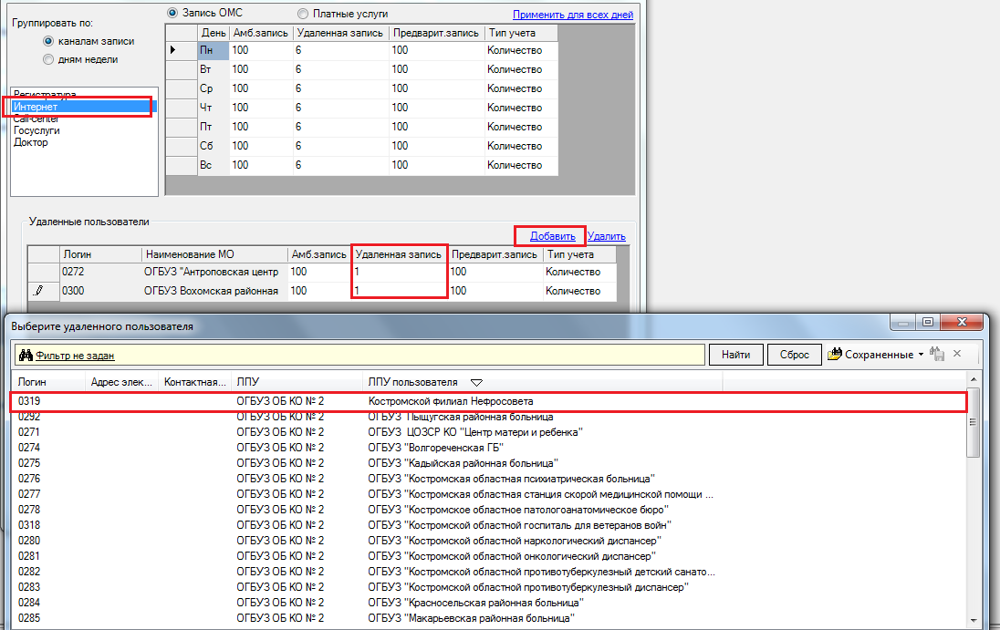 Группировать по:
каналам записи
дням недели
Запись ОМС
Платные услуги
Применить для всех дней
День Амб.запись Удаленная запись Предварит.запись Тип учета
Пн 100 6 100 Количество
Вт 100 6 100 Количество
Ср 100 6 100 Количество
Чт 100 6 100 Количество
Пт 100 6 100 Количество
Сб 100 6 100 Количество
Вс 100 6 100 Количество
Регистратура
Интернет
Call-center
Госуслуги
Доктор
Удаленные пользователи
Добавить
Удалить
Логин Наименование МО Амб.запись Удаленная запись Предварит.запись Тип учета
0272 ОГБУЗ "Антроповская центр 100 1 100 Количество
0300 ОГБУЗ Вохомская районная 100 1 100 Количество
Выберите удаленного пользователя
Фильтр не задан
Найти
Сброс
Сохраненные
Логин Адрес элек... Контактная... ЛПУ ЛПУ пользователя
0319 ОГБУЗ ОБ КО № 2 Костромской филиал Нефросовета
0292 ОГБУЗ ОБ КО № 2 ОГБУЗ Пыщугская районная больница
0271 ОГБУЗ ОБ КО № 2 ОГБУЗ ЦОЗСР КО "Центр матери и ребенка"
0274 ОГБУЗ ОБ КО № 2 ОГБУЗ "Волгореченская ГБ"
0275 ОГБУЗ ОБ КО № 2 ОГБУЗ "Кадыйская районная больница"
0276 ОГБУЗ ОБ КО № 2 ОГБУЗ "Костромская областная психиатрическая больница"
0277 ОГБУЗ ОБ КО № 2 ОГБУЗ "Костромская областная станция скорой медицинской помощи ...
0278 ОГБУЗ ОБ КО № 2 ОГБУЗ "Костромское областное патологоанатомическое бюро"
0318 ОГБУЗ ОБ КО № 2 ОГБУЗ "Костромской областной госпиталь для ветеранов войн"
0280 ОГБУЗ ОБ КО № 2 ОГБУЗ "Костромской областной наркологический диспансер"
0281 ОГБУЗ ОБ КО № 2 ОГБУЗ "Костромской областной онкологический диспансер"
0282 ОГБУЗ ОБ КО № 2 ОГБУЗ "Костромской областной противотуберкулезный детский санато...
0283 ОГБУЗ ОБ КО № 2 ОГБУЗ "Костромской областной противотуберкулезный диспансер"
0284 ОГБУЗ ОБ КО № 2 ОГБУЗ "Красносельская районная больница"
0285 ОГБУЗ ОБ КО № 2 ОГБУЗ "Макарьевская районная больница"